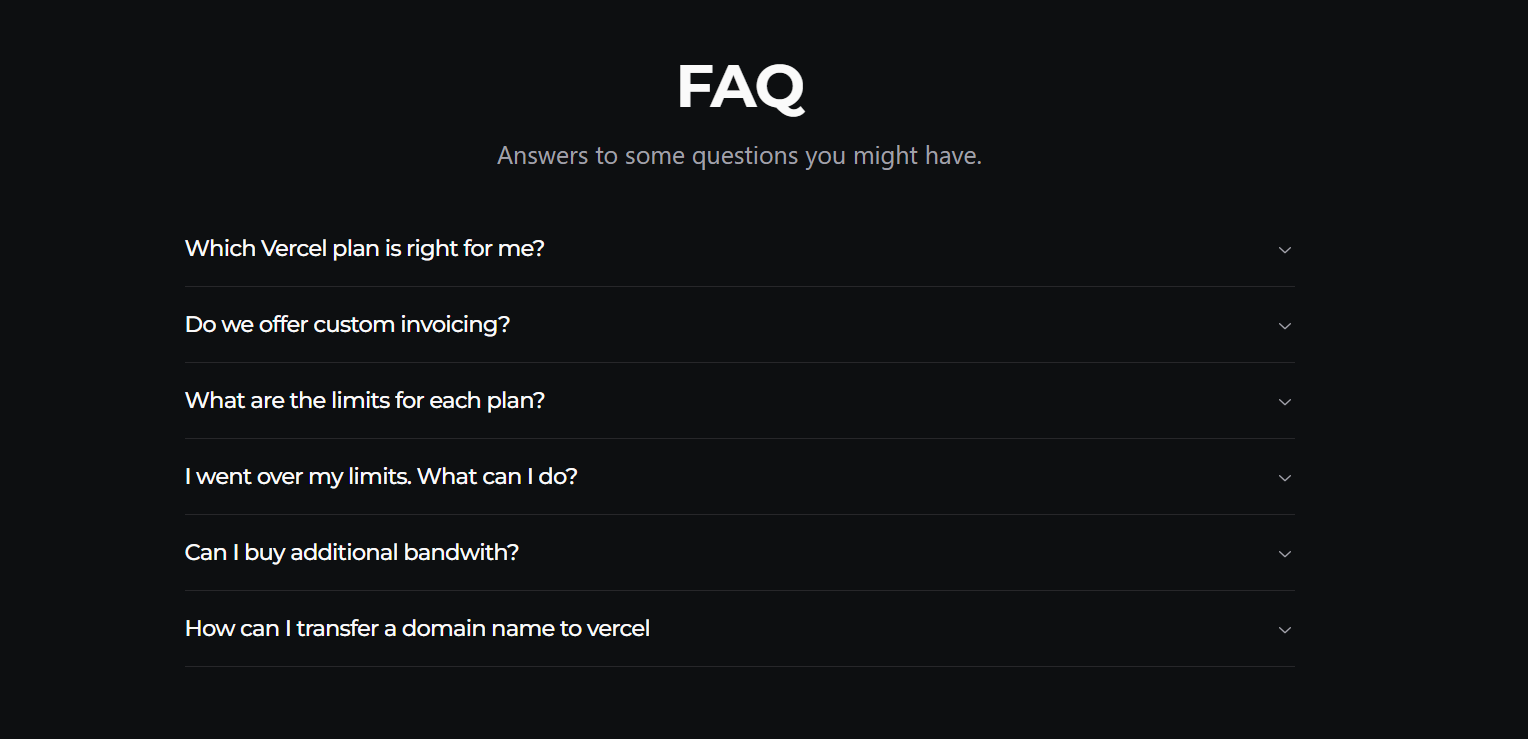 FAQ
Answers to some questions you might have.
Which Vercel plan is right for me?
Do we offer custom invoicing?
What are the limits for each plan?
I went over my limits. What can I do?
Can I buy additional bandwith?
How can I transfer a domain name to vercel